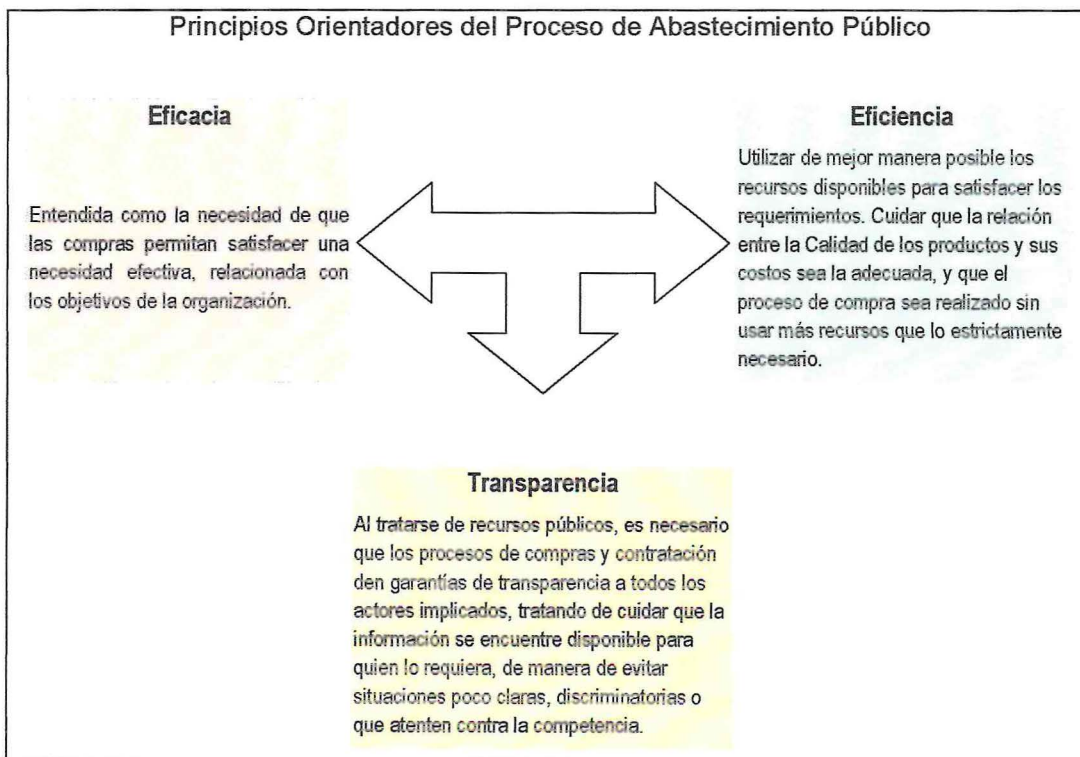 Principios Orientadores del Proceso de Abastecimiento Público
Eficacia
Entendida como la necesidad de que
las compras permitan satisfacer una
necesidad efectiva, relacionada con
los objetivos de la organización.
Eficiencia
Utilizar de mejor manera posible los
recursos disponibles para satisfacer los
requerimientos. Cuidar que la relación
entre la Calidad de los productos y sus
costos sea la adecuada, y que el
proceso de compra sea realizado sin
usar más recursos que lo estrictamente
necesario.
Transparencia
Al tratarse de recursos públicos, es necesario
que los procesos de compras y contratación
den garantías de transparencia a todos los
actores implicados, tratando de cuidar que la
información se encuentre disponible para
quien lo requiera, de manera de evitar
situaciones poco claras, discriminatorias o
que atenten contra la competencia.